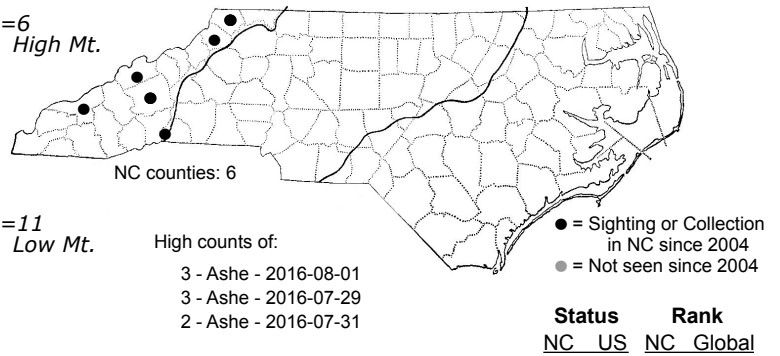 =6
High Mt.
NC counties: 6
=11
Low Mt.
High counts of:
3 - Ashe - 2016-08-01
3 - Ashe - 2016-07-29
2 - Ashe - 2016-07-31
● = Sighting or Collection
in NC since 2004
● = Not seen since 2004
Status Rank
NC US NC Global